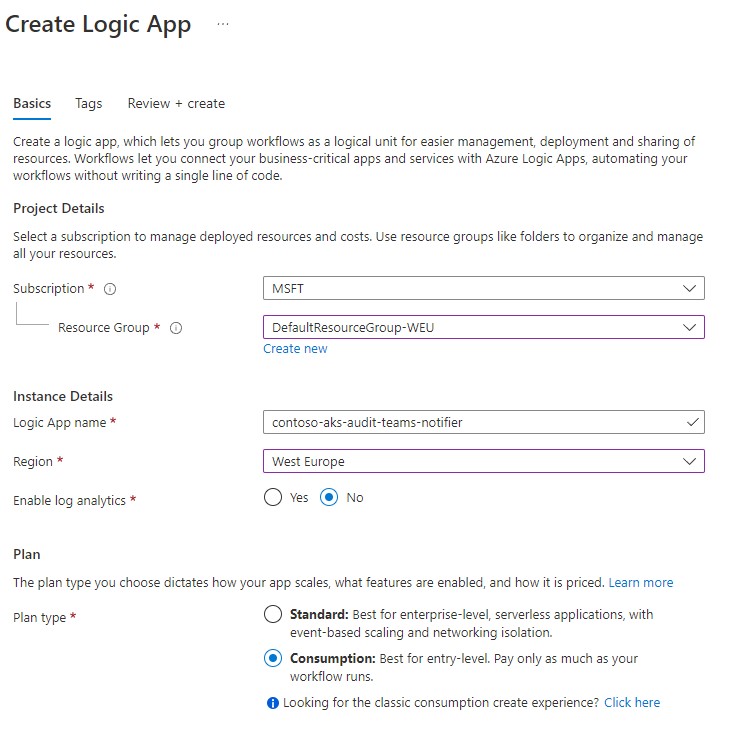 Create Logic App ...
Basics Tags Review + create
Create a logic app, which lets you group workflows as a logical unit for easier management, deployment and sharing of
resources. Workflows let you connect your business-critical apps and services with Azure Logic Apps, automating your
workflows without writing a single line of code.
Project Details
Select a subscription to manage deployed resources and costs. Use resource groups like folders to organize and manage
all your resources.
Subscription * MSFT
Resource Group * DefaultResourceGroup-WEU
Create new
Instance Details
Logic App name * contoso-aks-audit-teams-notifier
Region * West Europe
Enable log analytics * Yes No
Plan
The plan type you choose dictates how your app scales, what features are enabled, and how it is priced. Learn more
Plan type * Standard: Best for enterprise-level, serverless applications, with
event-based scaling and networking isolation.
Consumption: Best for entry-level. Pay only as much as your
workflow runs.
Looking for the classic consumption create experience? Click here